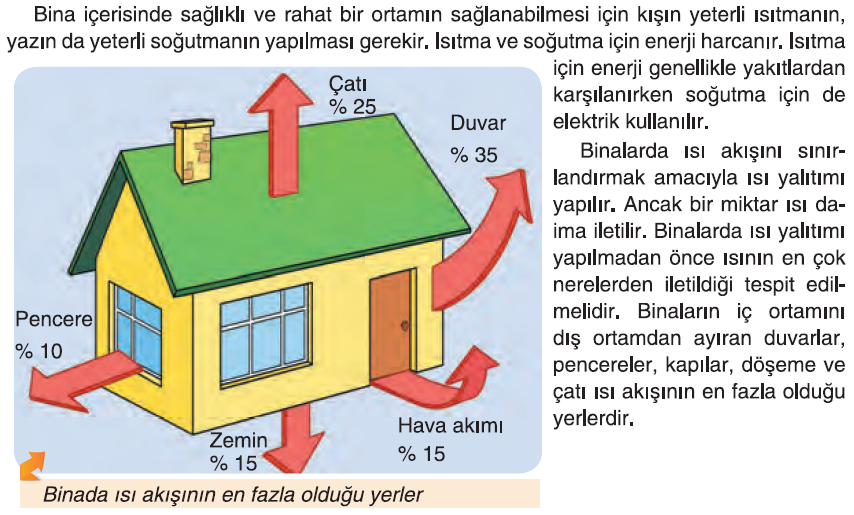 Bina içerisinde sağlıklı ve rahat bir ortamın sağlanabilmesi için kışın yeterli ısıtmanın,
yazın da yeterli soğutmanın yapılması gerekir. Isıtma ve soğutma için enerji harcanır. Isıtma
için enerji genellikle yakıtlardan
karşılanırken soğutma için de
elektrik kullanılır.
Binalarda ısı akışını sınır-
landırmak amacıyla ısı yalıtımı
yapılır. Ancak bir miktar ısı da-
ima iletilir. Binalarda ısı yalıtımı
yapılmadan önce ısının en çok
nerelerden iletildiği tespit edil-
melidir. Binaların iç ortamını
dış ortamdan ayıran duvarlar,
pencereler, kapılar, döşeme ve
çatı ısı akışının en fazla olduğu
yerlerdir.
Çatı
% 25
Duvar
% 35
Pencere
% 10
Zemin
% 15
Hava akımı
% 15
Binada ısı akışının en fazla olduğu yerler